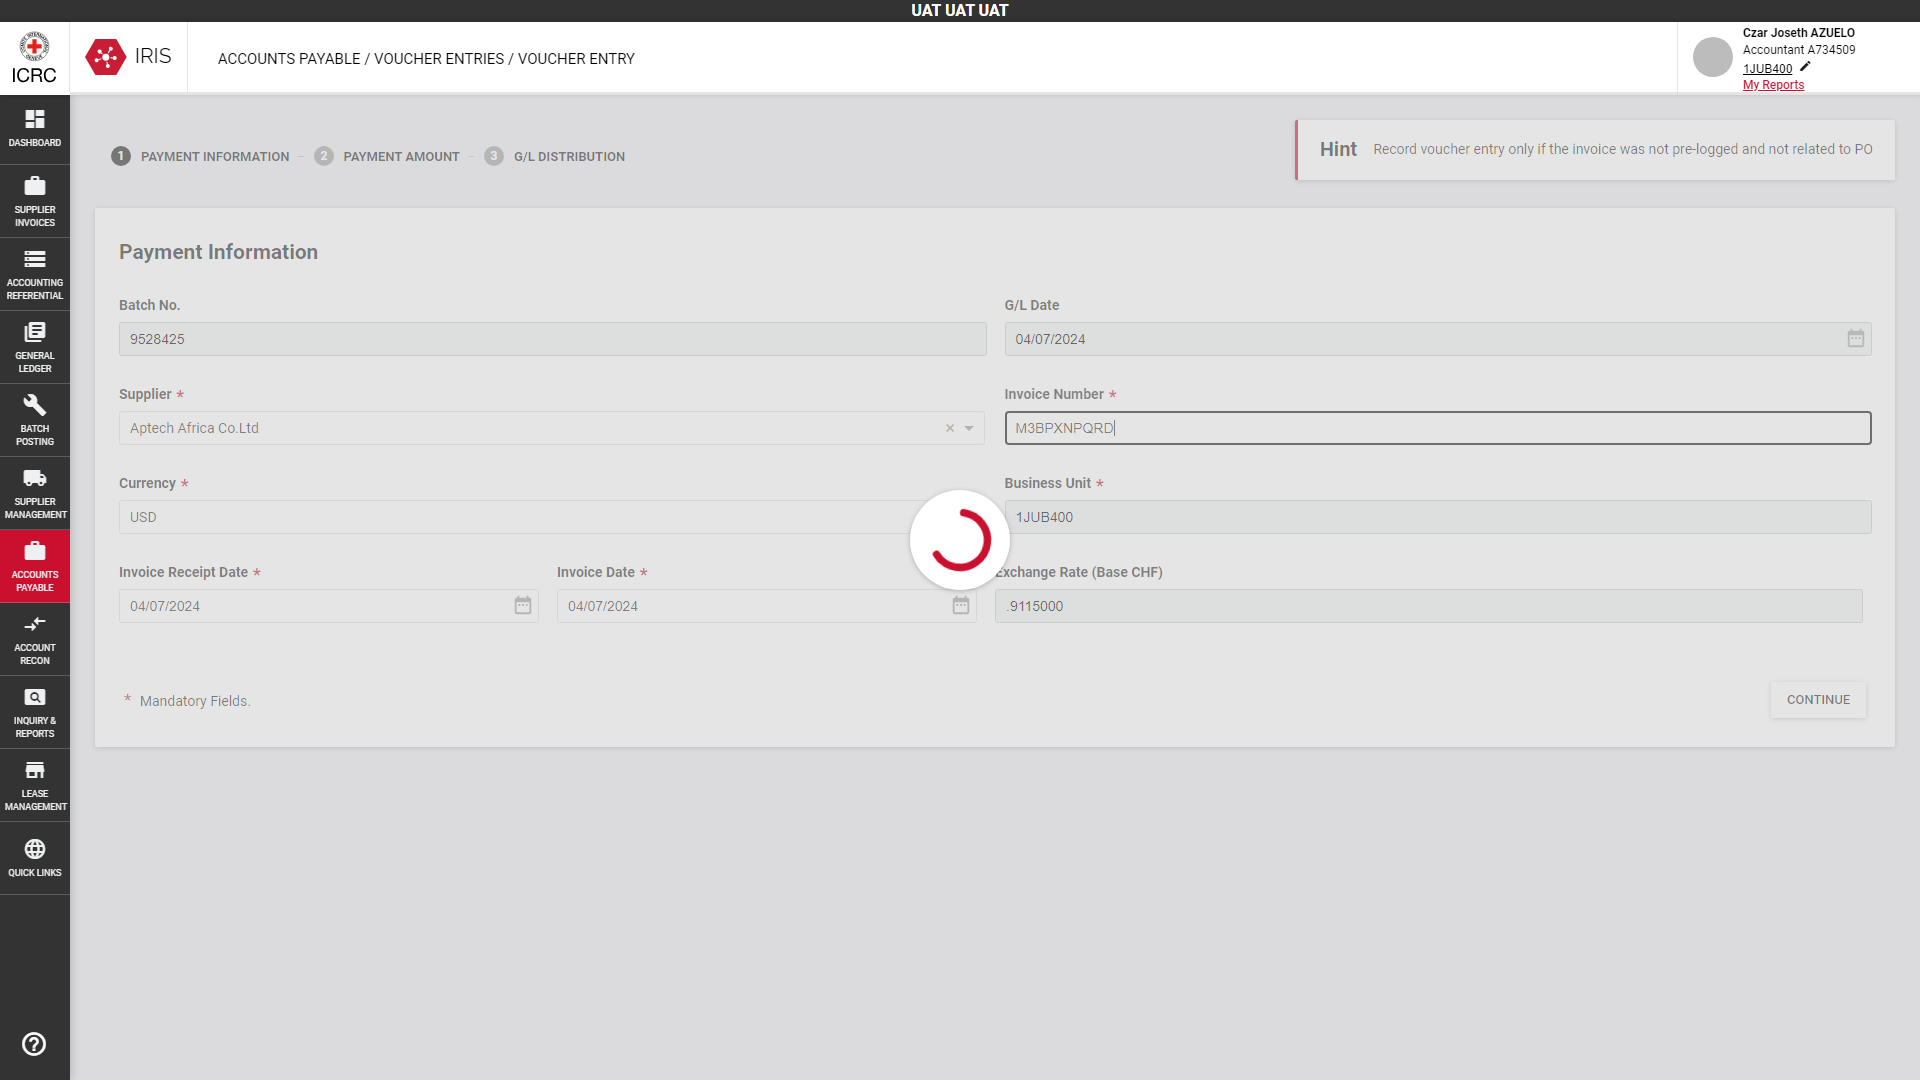 UAT UAT UAT
ICRC
IRIS
ACCOUNTS PAYABLE / VOUCHER ENTRIES / VOUCHER ENTRY
Czar Joseth AZUELO
Accountant A734509
1JUB400
My Reports
DASHBOARD
SUPPLIER
INVOICES
ACCOUNTING
REFERENTIAL
GENERAL
LEDGER
BATCH
POSTING
SUPPLIER
MANAGEMENT
ACCOUNTS
PAYABLE
ACCOUNT
RECON
INQUIRY &
REPORTS
LEASE
MANAGEMENT
QUICK LINKS
1 PAYMENT INFORMATION – 2 PAYMENT AMOUNT – 3 G/L DISTRIBUTION
Hint Record voucher entry only if the invoice was not pre-logged and not related to PO
Payment Information
Batch No.
9528425
G/L Date
04/07/2024
Supplier *
Aptech Africa Co.Ltd
Invoice Number *
M3BPXNPQRD
Currency *
USD
Business Unit *
1JUB400
Invoice Receipt Date *
04/07/2024
Invoice Date *
04/07/2024
Exchange Rate (Base CHF)
.9115000
* Mandatory Fields.
CONTINUE